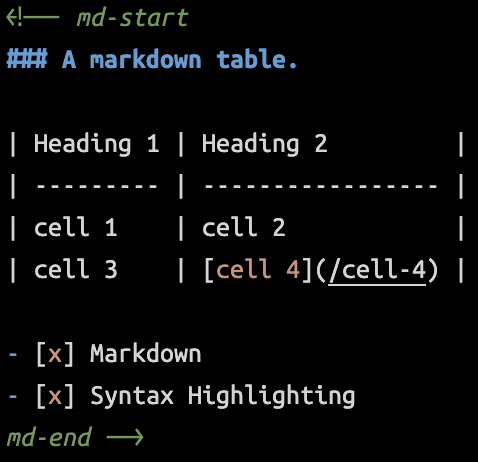 <!-- md-start
### A markdown table.
| Heading 1 | Heading 2         |
| --------- | ----------------- |
| cell 1    | cell 2            |
| cell 3    | [cell 4](/cell-4) |
- [x] Markdown
- [x] Syntax Highlighting
md-end -->